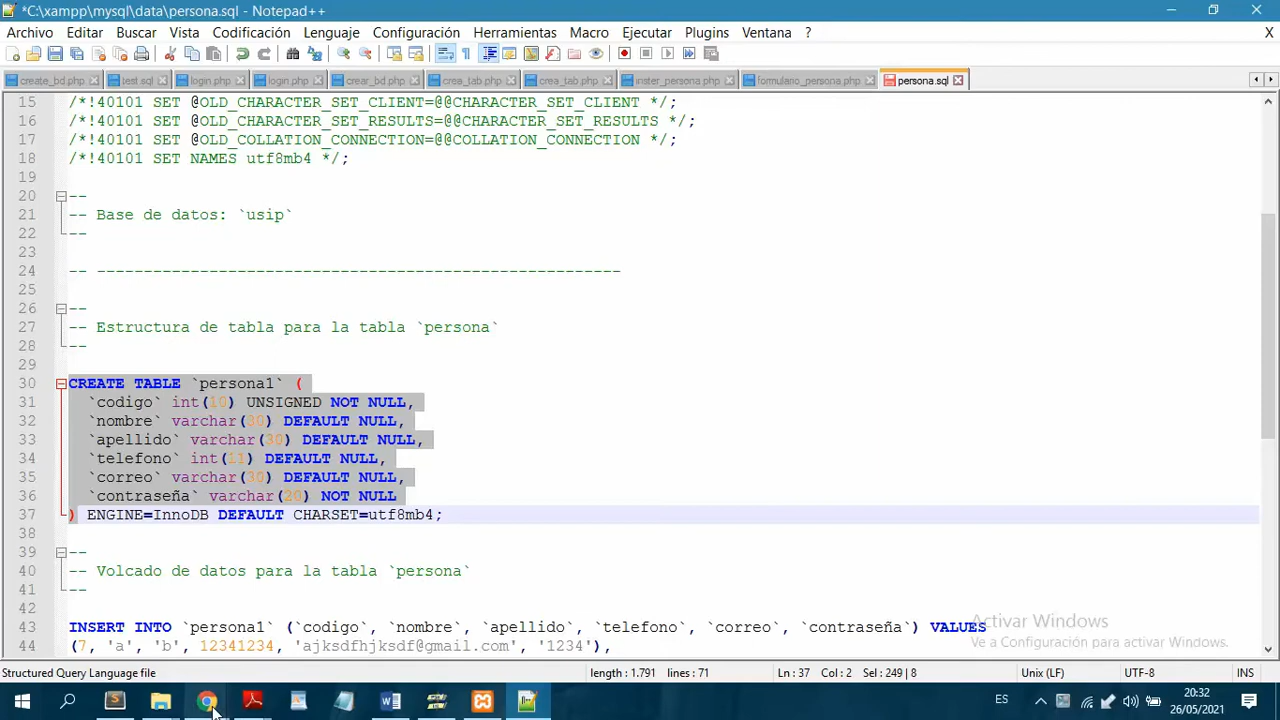 *C:\xampp\mysql\data\persona.sql - Notepad++
Archivo Editar Buscar Vista Codificación Lenguaje Configuración Herramientas Macro Ejecutar Plugins Ventana ? X
create_bd.php test.sql login.php login.php crear_bd.php crea_tab.php crea_tab.php inster_persona.php formulario_persona.php persona.sql
15 /*!40101 SET @OLD_CHARACTER_SET_CLIENT=@@CHARACTER_SET_CLIENT */;
16 /*!40101 SET @OLD_CHARACTER_SET_RESULTS=@@CHARACTER_SET_RESULTS */;
17 /*!40101 SET @OLD_COLLATION_CONNECTION=@@COLLATION_CONNECTION */;
18 /*!40101 SET NAMES utf8mb4 */;
19
20 --
21 -- Base de datos: `usip`
22 --
23
24 -- --------------------------------------------------------
25
26 --
27 -- Estructura de tabla para la tabla `persona`
28 --
29
30 CREATE TABLE `persona1` (
31 `codigo` int(10) UNSIGNED NOT NULL,
32 `nombre` varchar(30) DEFAULT NULL,
33 `apellido` varchar(30) DEFAULT NULL,
34 `telefono` int(11) DEFAULT NULL,
35 `correo` varchar(30) DEFAULT NULL,
36 `contraseña` varchar(20) NOT NULL
37 ) ENGINE=InnoDB DEFAULT CHARSET=utf8mb4;
38
39 --
40 -- Volcado de datos para la tabla `persona`
41 --
42
43 INSERT INTO `persona1` (`codigo`, `nombre`, `apellido`, `telefono`, `correo`, `contraseña`) VALUES
44 (7, 'a', 'b', 12341234, 'ajksdfhjksdf@gmail.com', '1234'),
Activar Windows
Ve a Configuración para activar Windows.
Structured Query Language file length : 1.791 lines : 71 Ln : 37 Col : 2 Sel : 249 | 8 Unix (LF) UTF-8 INS
ES 20:32
26/05/2021